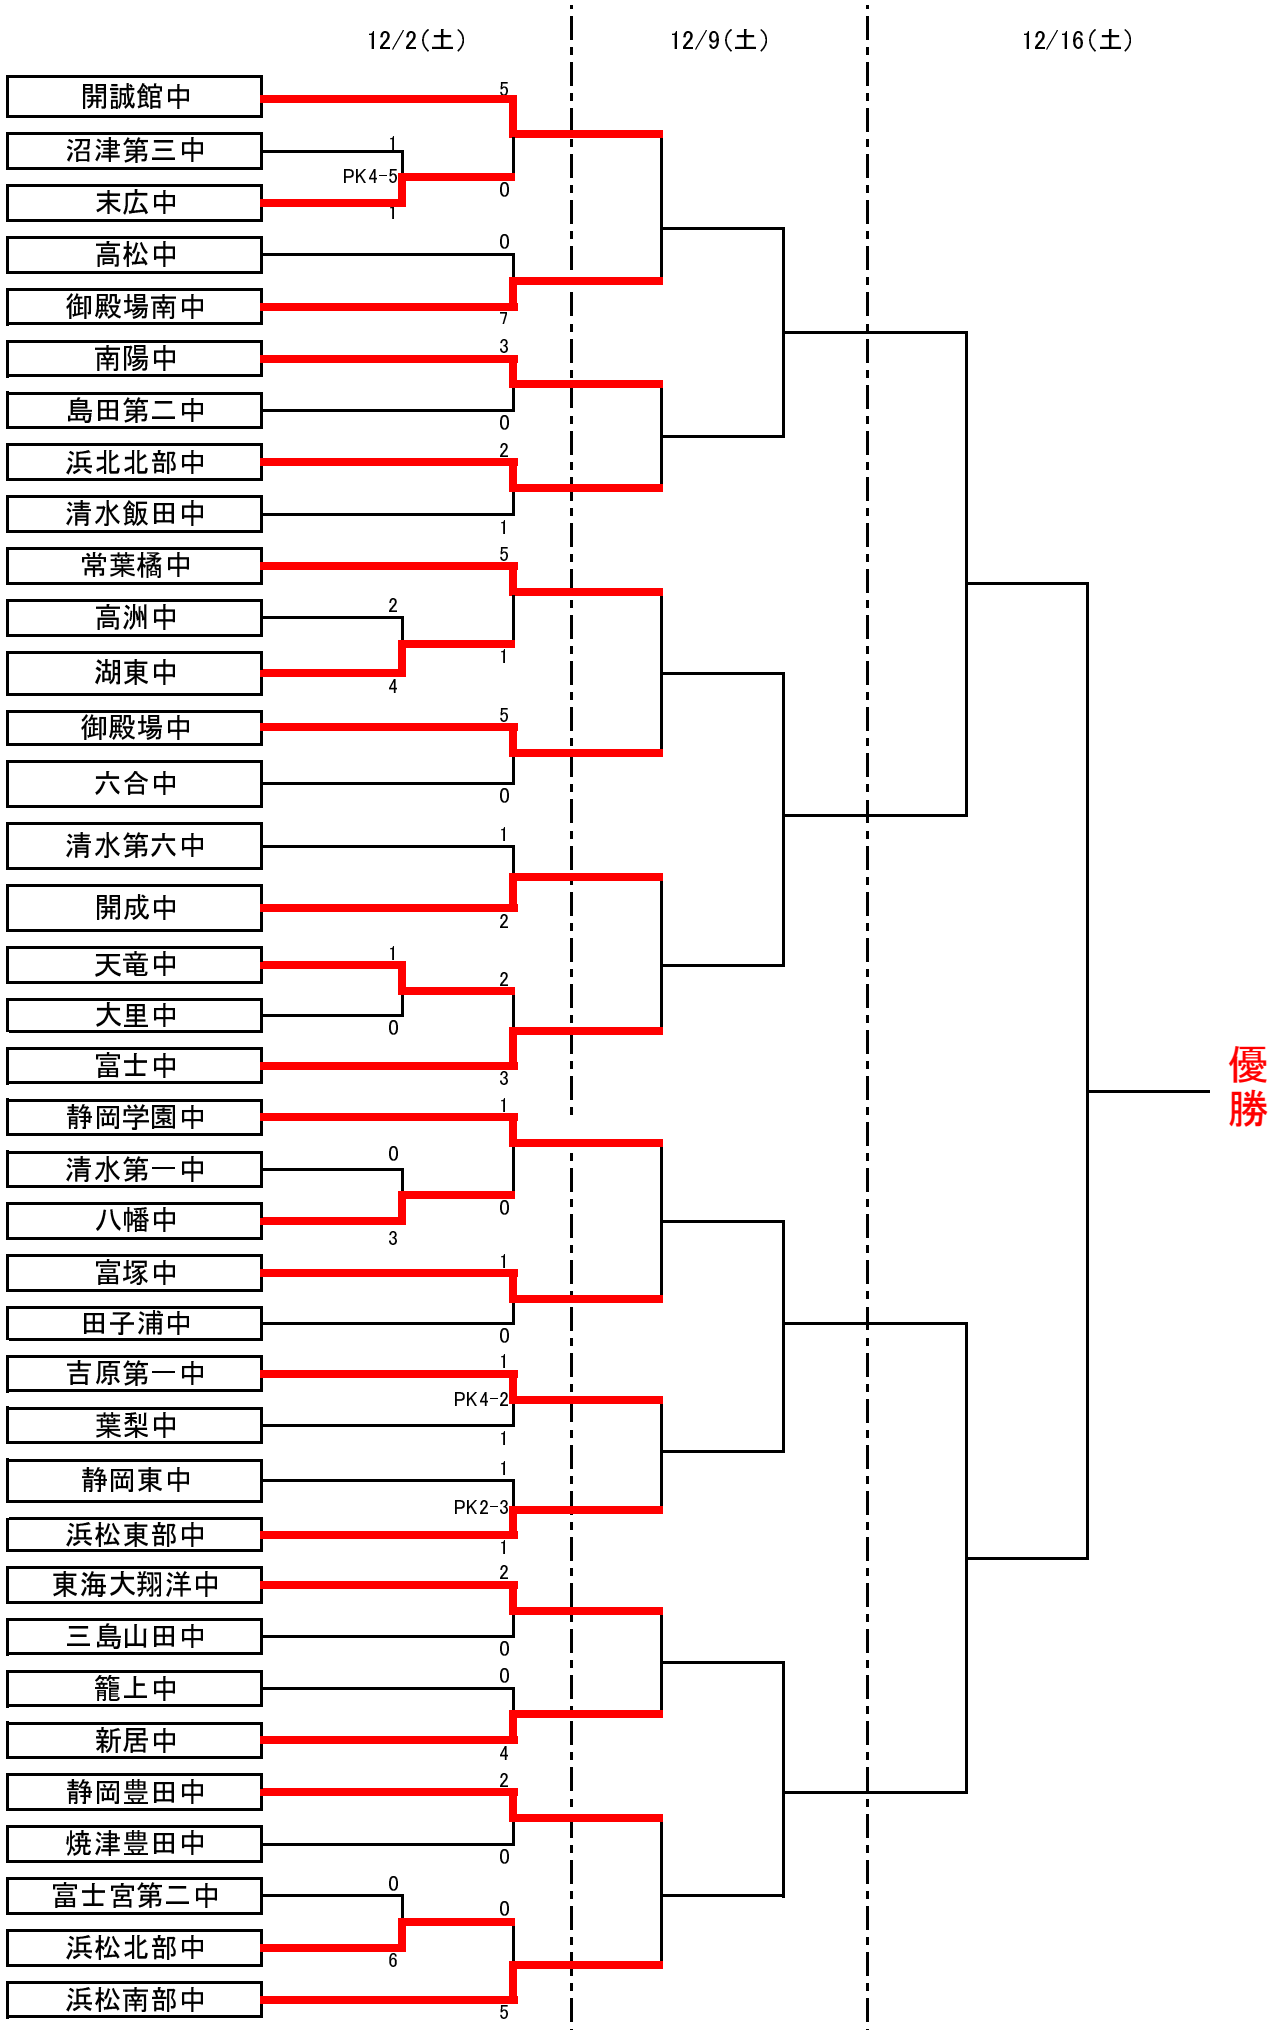 12/2(土) 12/9(土) 12/16(土)
開誠館中 5
沼津第三中 1
PK4-5
0
末広中 1
高松中 0
御殿場南中 7
南陽中 3
島田第二中 0
浜北北部中 2
清水飯田中 1
常葉橘中 5
高洲中 2
1
湖東中 4
御殿場中 5
六合中 0
清水第六中 1
開成中 2
天竜中 1
2
大里中 0
富士中 3
静岡学園中 1
清水第一中 0
0
八幡中 3
富塚中 1
田子浦中 0
吉原第一中 1
PK4-2
葉梨中 1
静岡東中 1
PK2-3
浜松東部中 1
東海大翔洋中 2
三島山田中 0
籠上中 0
新居中 4
静岡豊田中 2
焼津豊田中 0
富士宮第二中 0
0
浜松北部中 6
浜松南部中 5
優勝